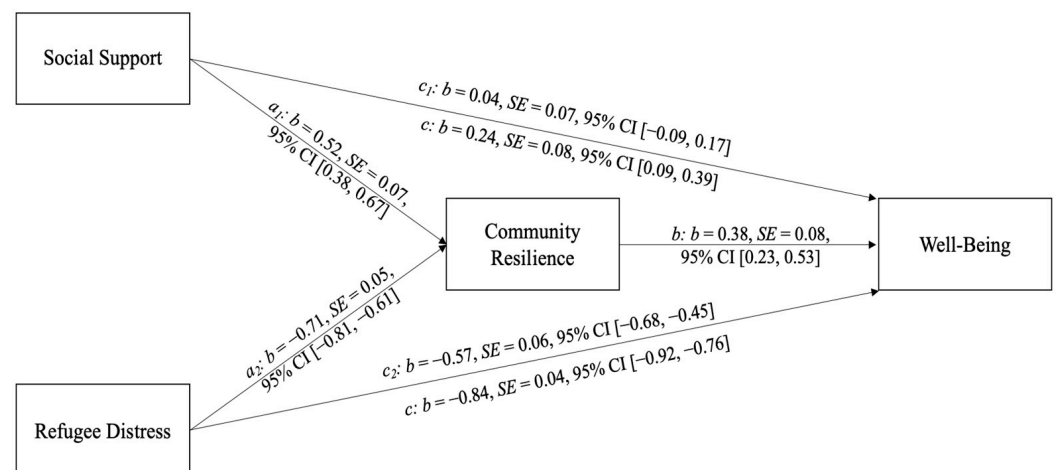 Social Support
c₁: b = 0.04, SE = 0.07, 95% CI [−0.09, 0.17]
c: b = 0.24, SE = 0.08, 95% CI [0.09, 0.39]
a₁: b = 0.52, SE = 0.07,
95% CI [0.38, 0.67]
Community
Resilience
b: b = 0.38, SE = 0.08,
95% CI [0.23, 0.53]
Well-Being
a₂: b = −0.71, SE = 0.05,
95% CI [−0.81, −0.61]
c₂: b = −0.57, SE = 0.06, 95% CI [−0.68, −0.45]
c: b = −0.84, SE = 0.04, 95% CI [−0.92, −0.76]
Refugee Distress